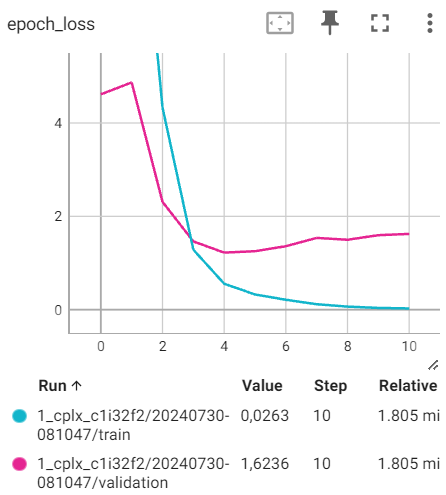 epoch_loss
4
2
0
0 2 4 6 8 10
Run ↑ Value Step Relative
1_cplx_c1i32f2/20240730- 0,0263 10 1.805 mi
081047/train
1_cplx_c1i32f2/20240730- 1,6236 10 1.805 mi
081047/validation